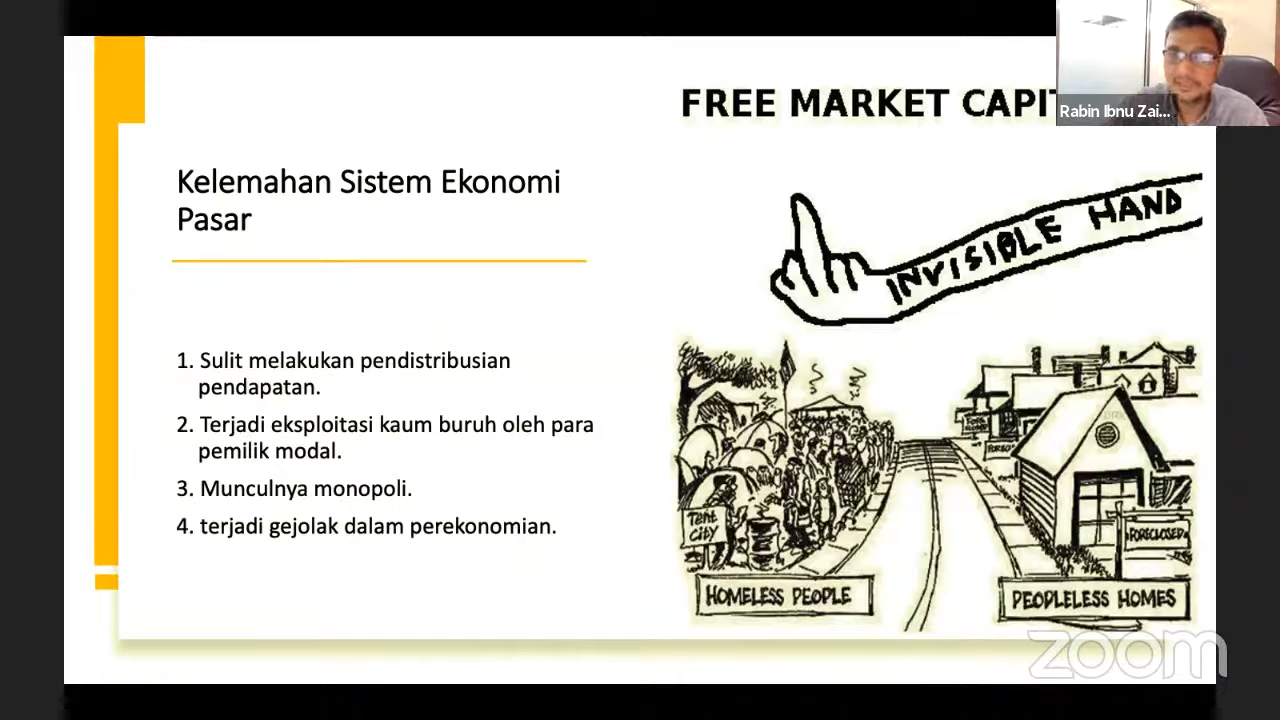 FREE MARKET CAPI
Rabin Ibnu Zai...
Kelemahan Sistem Ekonomi
Pasar
INVISIBLE HAND
1. Sulit melakukan pendistribusian
pendapatan.
2. Terjadi eksploitasi kaum buruh oleh para
pemilik modal.
3. Munculnya monopoli.
4. terjadi gejolak dalam perekonomian.
TENT
CITY
FORECLOSED
HOMELESS PEOPLE
PEOPLELESS HOMES
zoom